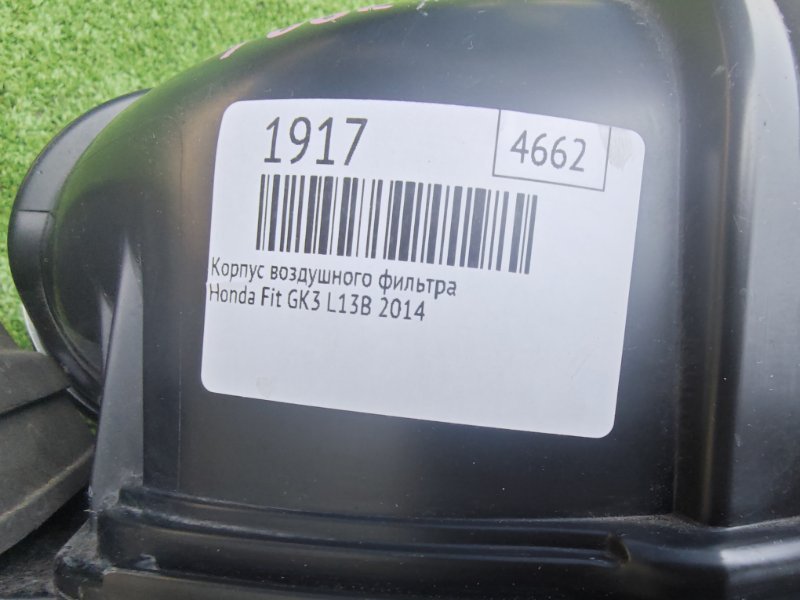 1917
4662
Корпус воздушного фильтра
Honda Fit GK3 L13B 2014